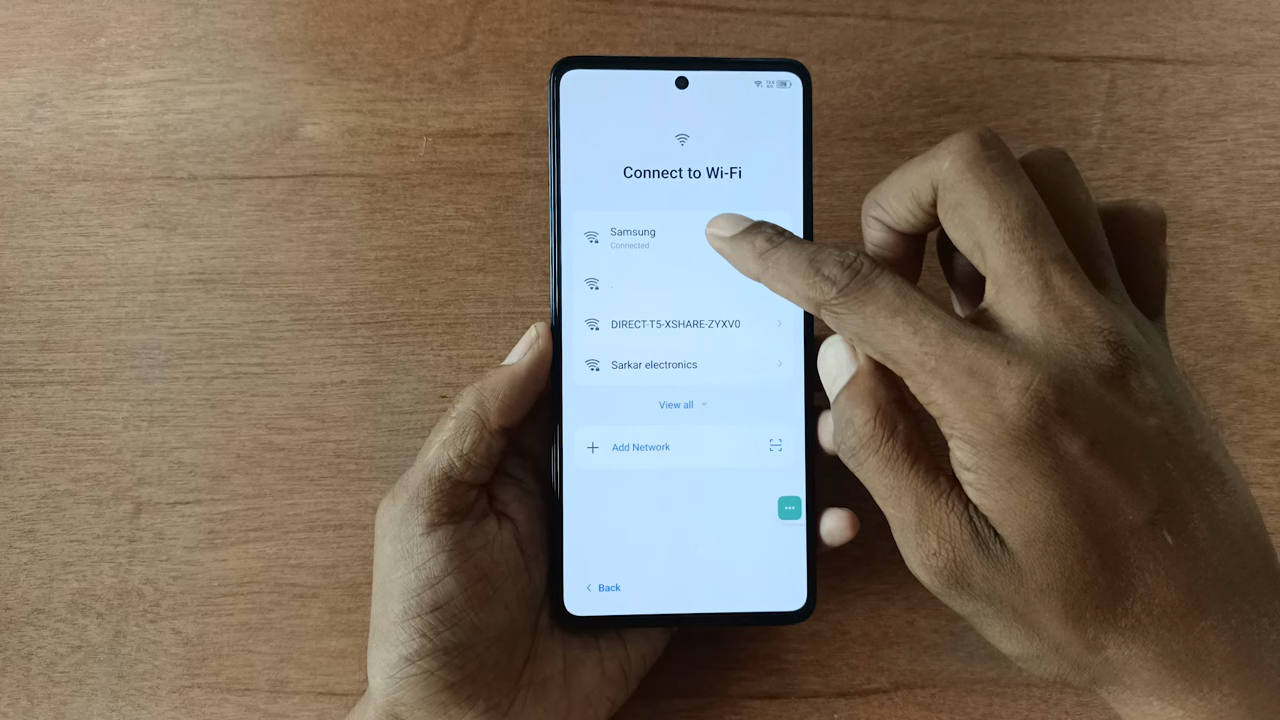 Connect to Wi-Fi
Samsung
Connected
.
DIRECT-T5-XSHARE-ZYXV0
Sarkar electronics
View all
Add Network
Back